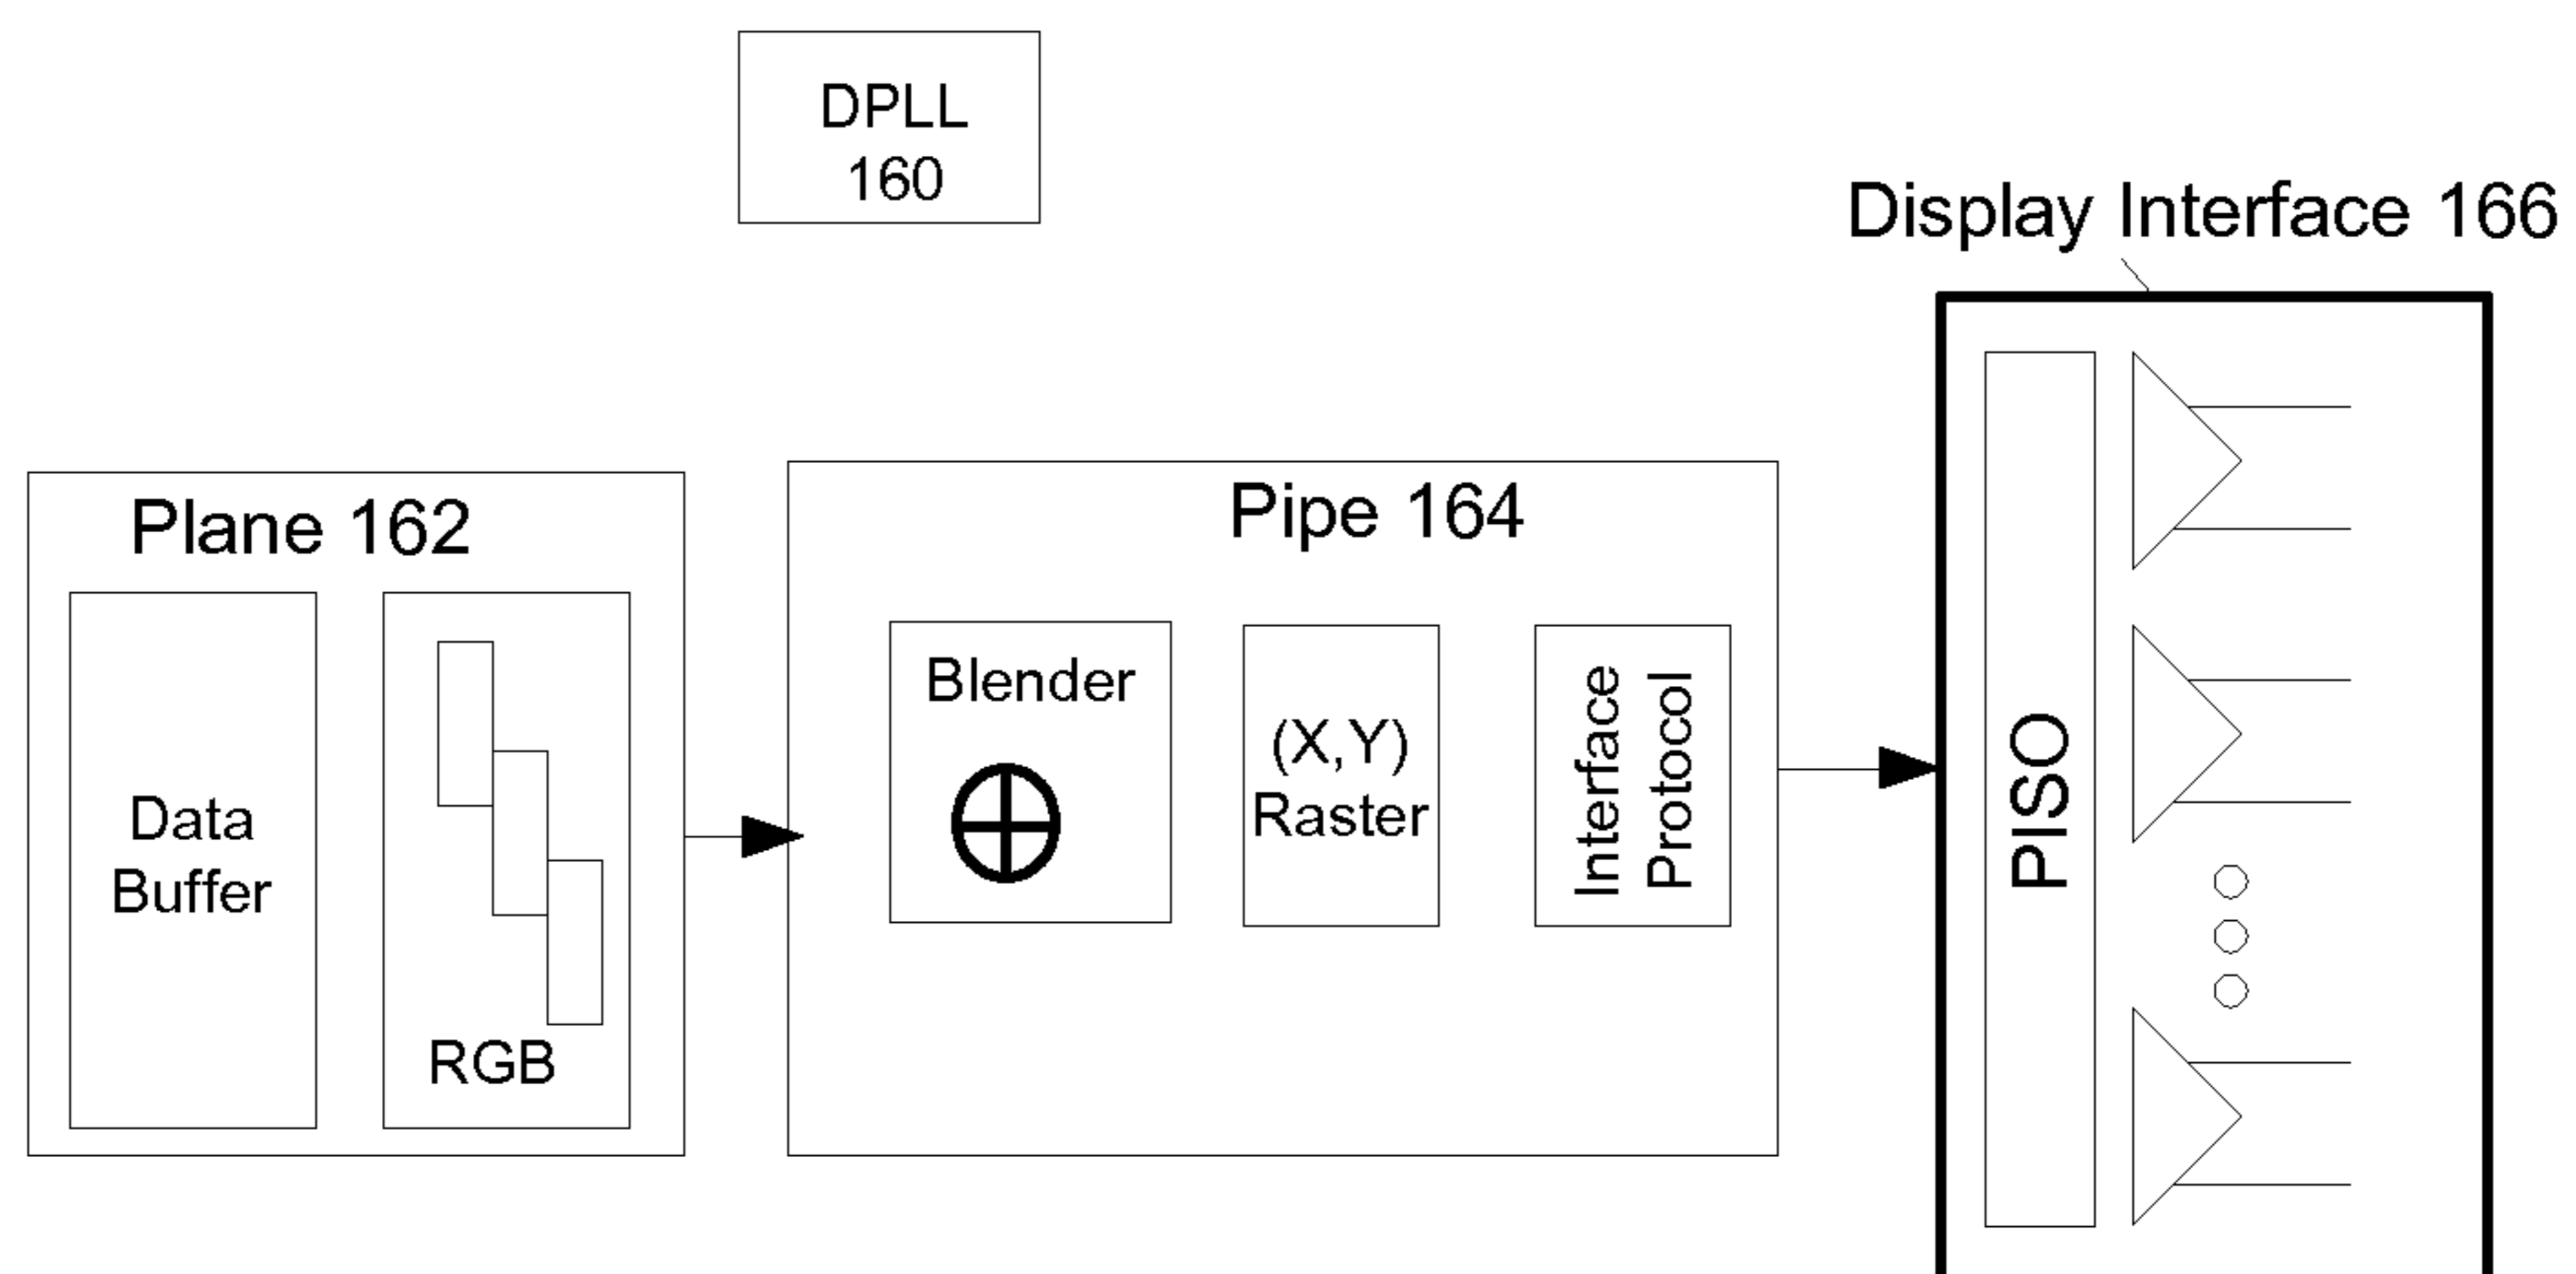 DPLL
160
Display Interface 166
Plane 162
Data
Buffer
RGB
Pipe 164
Blender
(X,Y)
Raster
Interface
Protocol
PISO